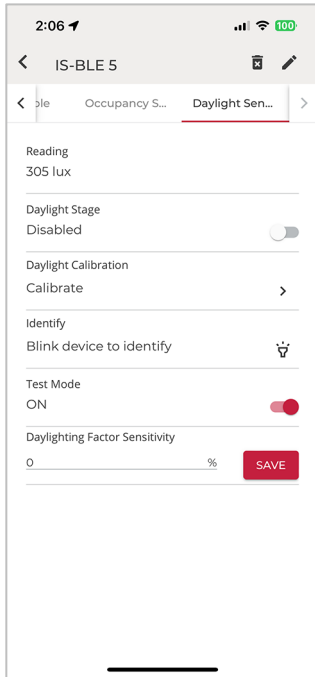 2:06
100
IS-BLE 5
ble
Occupancy S...
Daylight Sen...
Reading
305 lux
Daylight Stage
Disabled
Daylight Calibration
Calibrate
Identify
Blink device to identify
Test Mode
ON
Daylighting Factor Sensitivity
0 %
SAVE